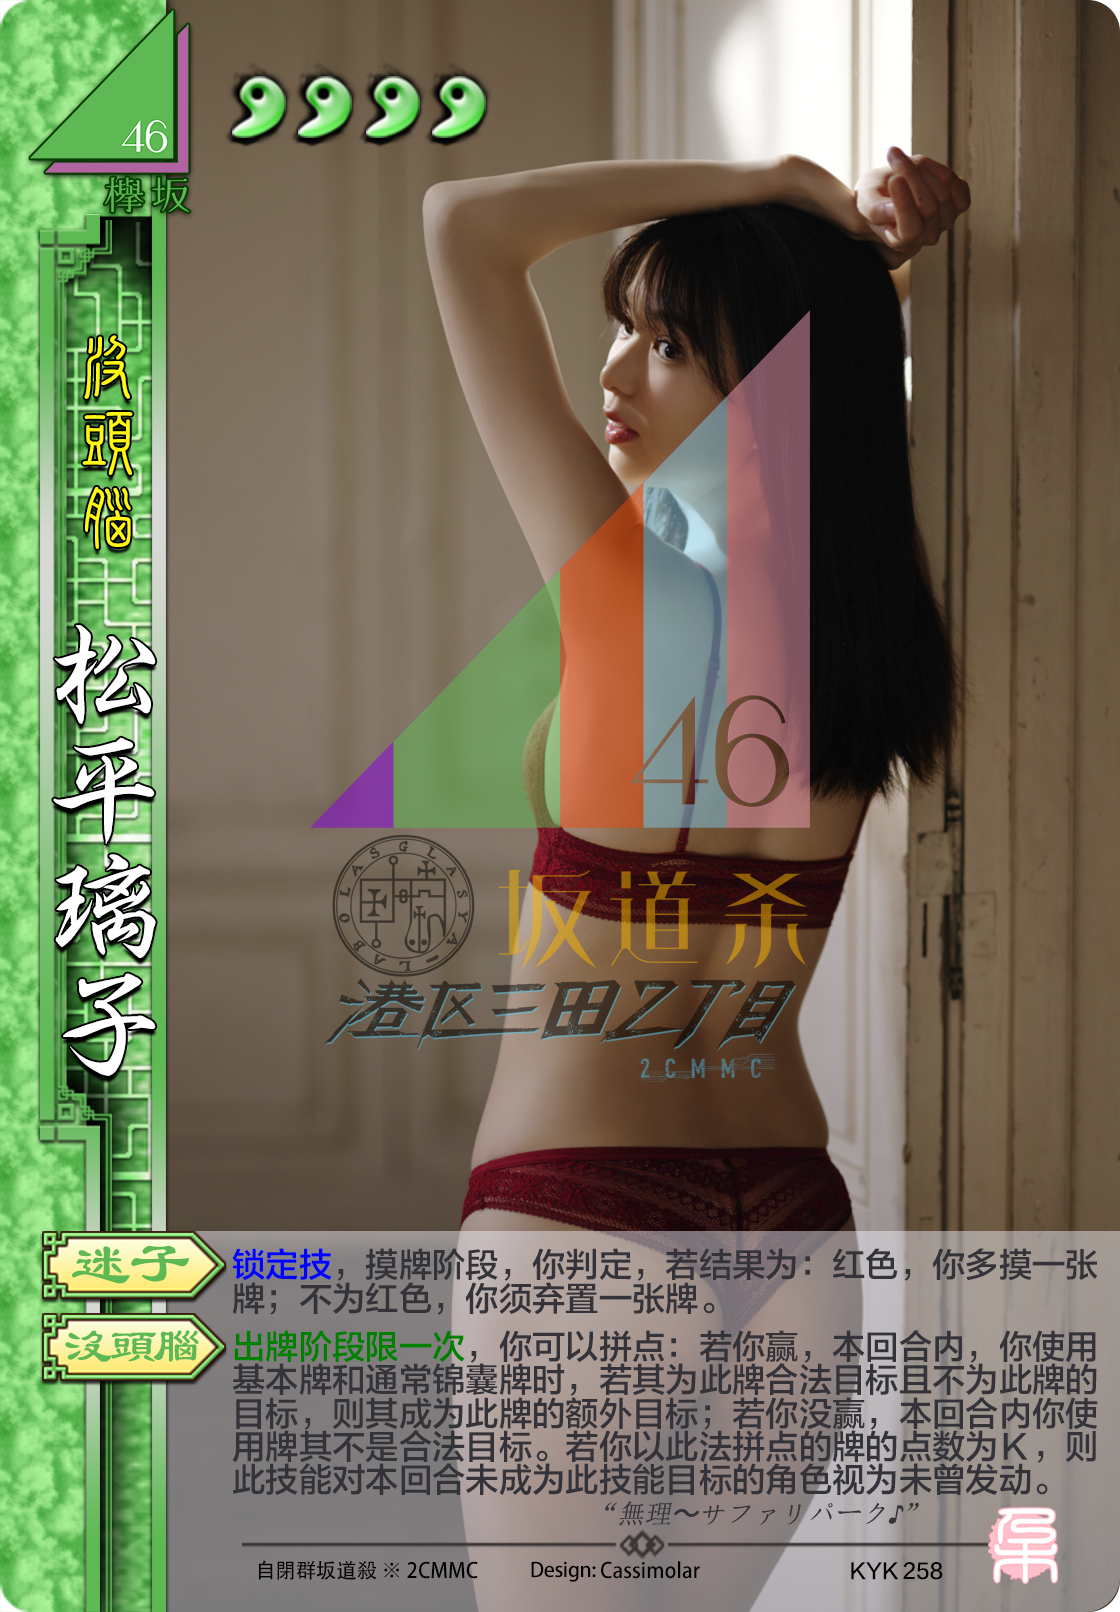 46
欅坂
沒頭腦
松平璃子
46
GLASYA LABOLAS
坂道杀
港区三田2丁目
2CMMC
迷子
锁定技，摸牌阶段，你判定，若结果为：红色，你多摸一张
牌；不为红色，你须弃置一张牌。
沒頭腦
出牌阶段限一次，你可以拼点：若你赢，本回合内，你使用
基本牌和通常锦囊牌时，若其为此牌合法目标且不为此牌的
目标，则其成为此牌的额外目标；若你没赢，本回合内你使
用牌其不是合法目标。若你以此法拼点的牌的点数为K，则
此技能对本回合未成为此技能目标的角色视为未曾发动。
“無理～サファリパーク♪”
自閉群坂道殺 ※ 2CMMC
Design: Cassimolar
KYK 258